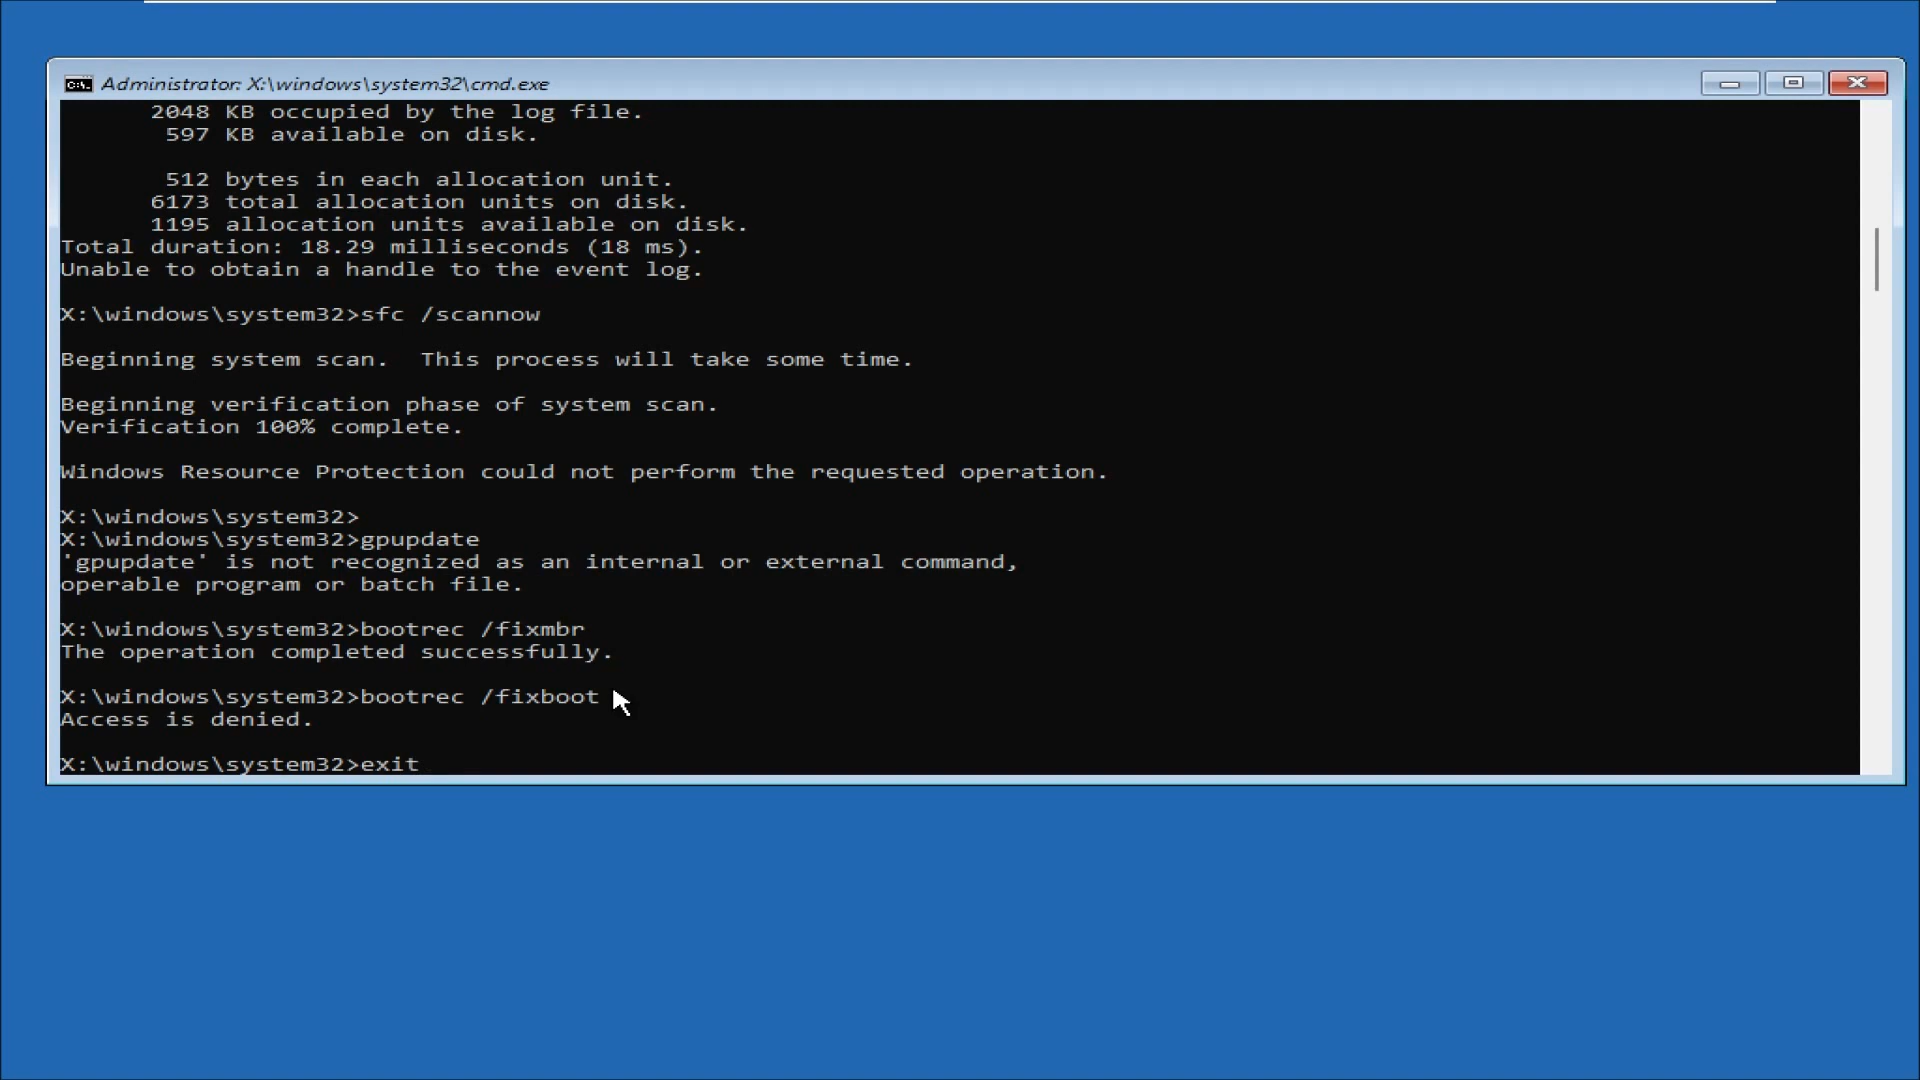 Administrator: X:\windows\system32\cmd.exe
2048 KB occupied by the log file.
597 KB available on disk.
512 bytes in each allocation unit.
6173 total allocation units on disk.
1195 allocation units available on disk.
Total duration: 18.29 milliseconds (18 ms).
Unable to obtain a handle to the event log.
X:\windows\system32>sfc /scannow
Beginning system scan.  This process will take some time.
Beginning verification phase of system scan.
Verification 100% complete.
Windows Resource Protection could not perform the requested operation.
X:\windows\system32>
X:\windows\system32>gpupdate
'gpupdate' is not recognized as an internal or external command,
operable program or batch file.
X:\windows\system32>bootrec /fixmbr
The operation completed successfully.
X:\windows\system32>bootrec /fixboot
Access is denied.
X:\windows\system32>exit